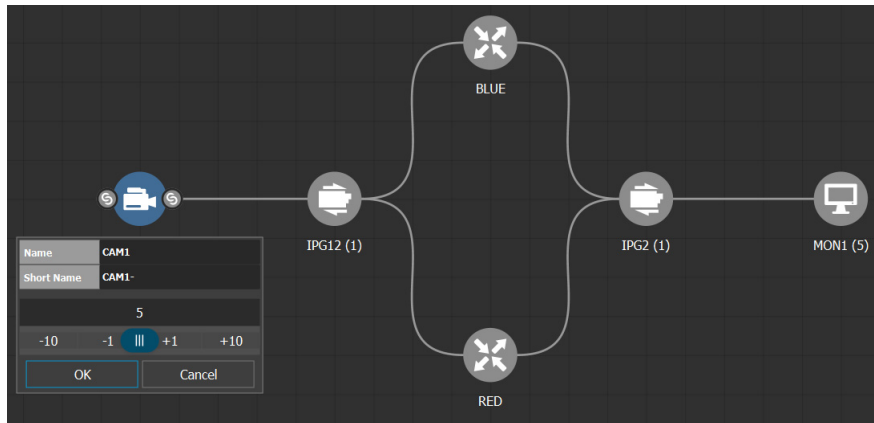 BLUE
IPG12 (1)
IPG2 (1)
MON1 (5)
Name CAM1
Short Name CAM1-
5
-10 -1 +1 +10
OK Cancel
RED